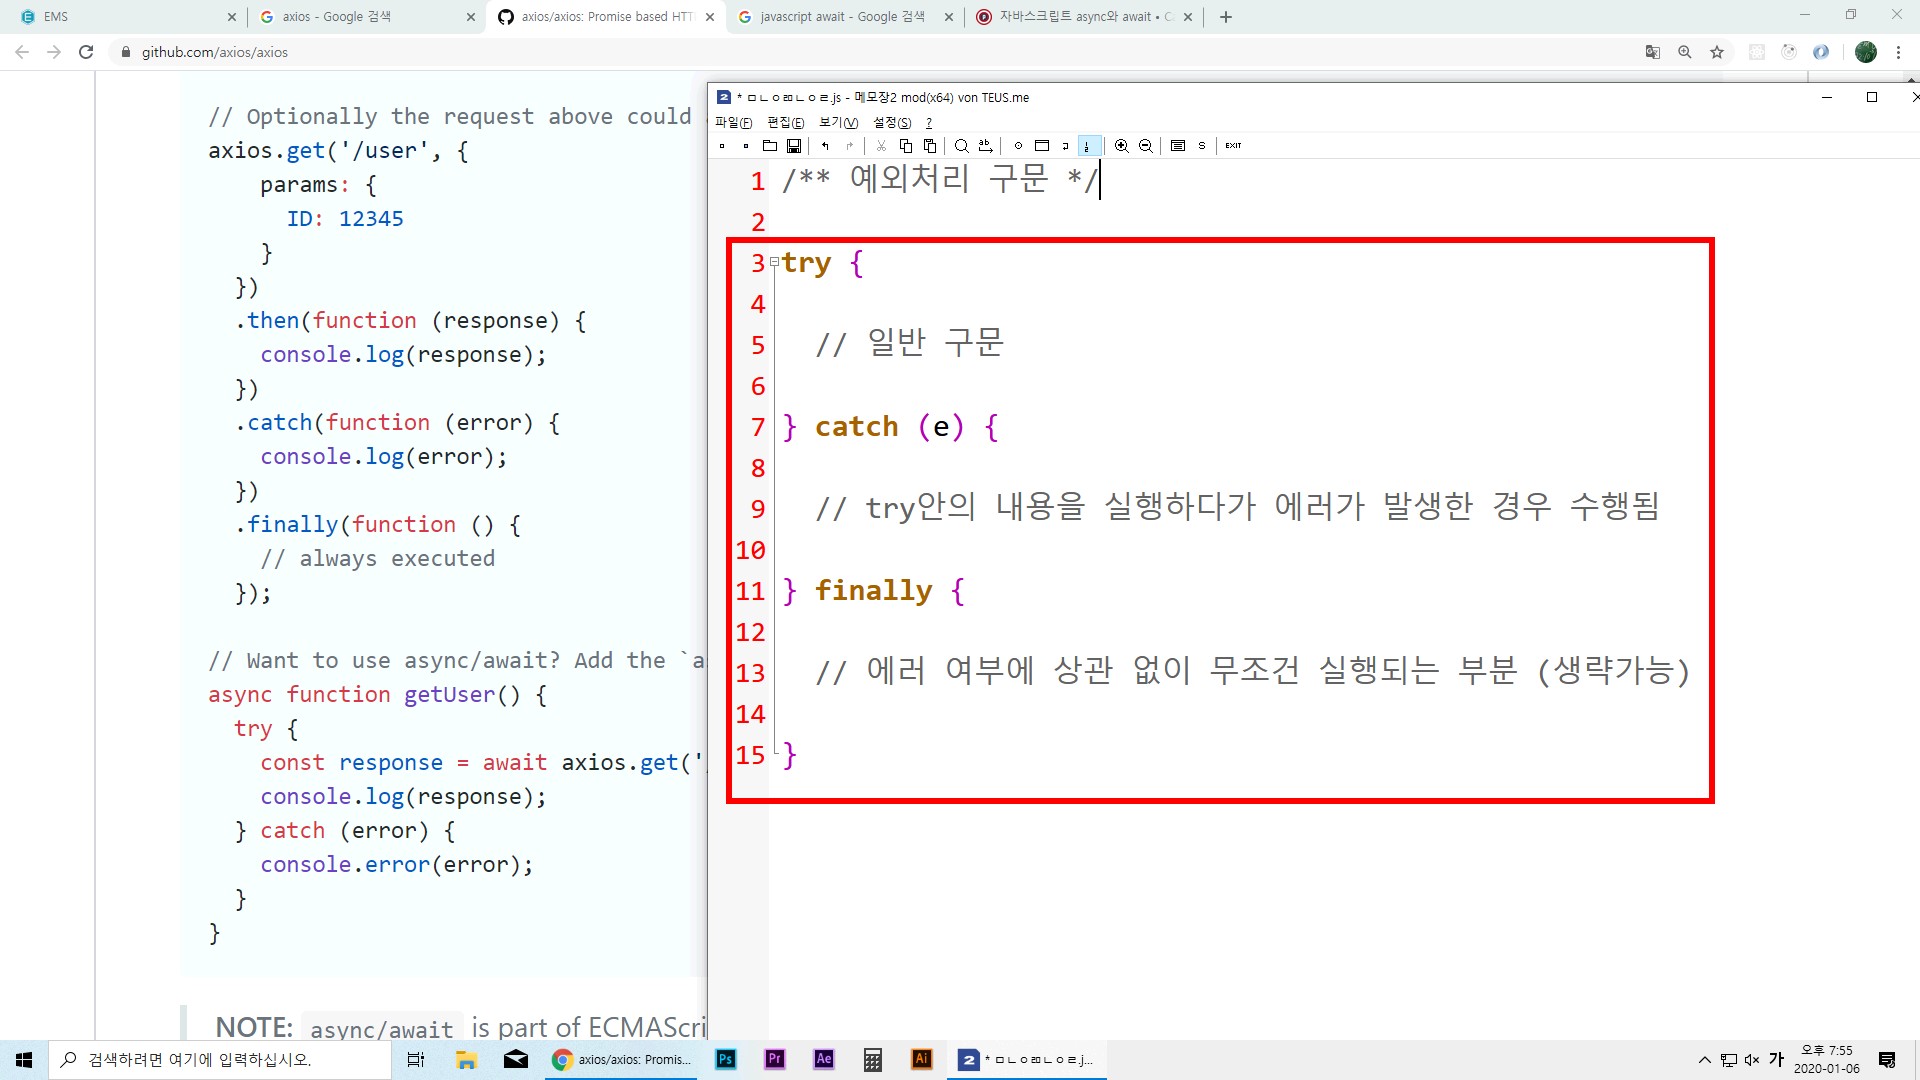 EMS
axios - Google 검색
axios/axios: Promise based HTT
javascript await - Google 검색
자바스크립트 async와 await • C
github.com/axios/axios
// Optionally the request above could
axios.get('/user', {
params: {
ID: 12345
}
})
.then(function (response) {
console.log(response);
})
.catch(function (error) {
console.log(error);
})
.finally(function () {
// always executed
});
// Want to use async/await? Add the `a
async function getUser() {
try {
const response = await axios.get('
console.log(response);
} catch (error) {
console.error(error);
}
}
NOTE: async/await is part of ECMAScri
2 * ㅁㄴㅇㄻㄴㅇㄹ.js - 메모장2 mod(x64) von TEUS.me
파일(F) 편집(E) 보기(V) 설정(S) ?
EXIT
1 /** 예외처리 구문 */
2
3 try {
4
5 // 일반 구문
6
7 } catch (e) {
8
9 // try안의 내용을 실행하다가 에러가 발생한 경우 수행됨
10
11 } finally {
12
13 // 에러 여부에 상관 없이 무조건 실행되는 부분 (생략가능)
14
15 }
검색하려면 여기에 입력하십시오.
axios/axios: Promis...
Ps
Pr
Ae
Ai
2 * ㅁㄴㅇㄻㄴㅇㄹ.j...
가
오후 7:55
2020-01-06